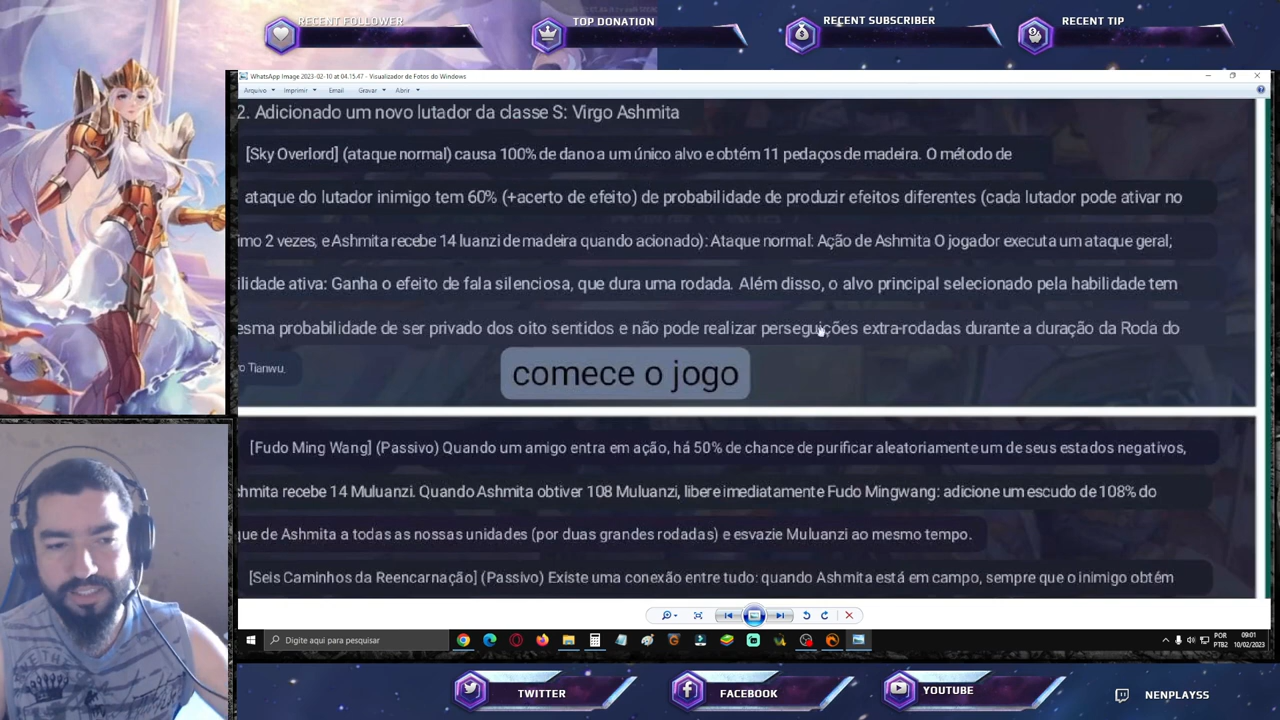 RECENT FOLLOWER
TOP DONATION
RECENT SUBSCRIBER
RECENT TIP
WhatsApp Image 2023-02-10 at 04.15.47 - Visualizador de Fotos do Windows
Arquivo Imprimir Email Gravar Abrir
2. Adicionado um novo lutador da classe S: Virgo Ashmita
[Sky Overlord] (ataque normal) causa 100% de dano a um único alvo e obtém 11 pedaços de madeira. O método de
ataque do lutador inimigo tem 60% (+acerto de efeito) de probabilidade de produzir efeitos diferentes (cada lutador pode ativar no
imo 2 vezes, e Ashmita recebe 14 luanzi de madeira quando acionado): Ataque normal: Ação de Ashmita O jogador executa um ataque geral;
ilidade ativa: Ganha o efeito de fala silenciosa, que dura uma rodada. Além disso, o alvo principal selecionado pela habilidade tem
esma probabilidade de ser privado dos oito sentidos e não pode realizar perseguições extra-rodadas durante a duração da Roda do
o Tianwu.
comece o jogo
[Fudo Ming Wang] (Passivo) Quando um amigo entra em ação, há 50% de chance de purificar aleatoriamente um de seus estados negativos,
shmita recebe 14 Muluanzi. Quando Ashmita obtiver 108 Muluanzi, libere imediatamente Fudo Mingwang: adicione um escudo de 108% do
que de Ashmita a todas as nossas unidades (por duas grandes rodadas) e esvazie Muluanzi ao mesmo tempo.
[Seis Caminhos da Reencarnação] (Passivo) Existe uma conexão entre tudo: quando Ashmita está em campo, sempre que o inimigo obtém
Digite aqui para pesquisar
POR
PTB2
09:01
10/02/2023
TWITTER
FACEBOOK
YOUTUBE
NENPLAYSS